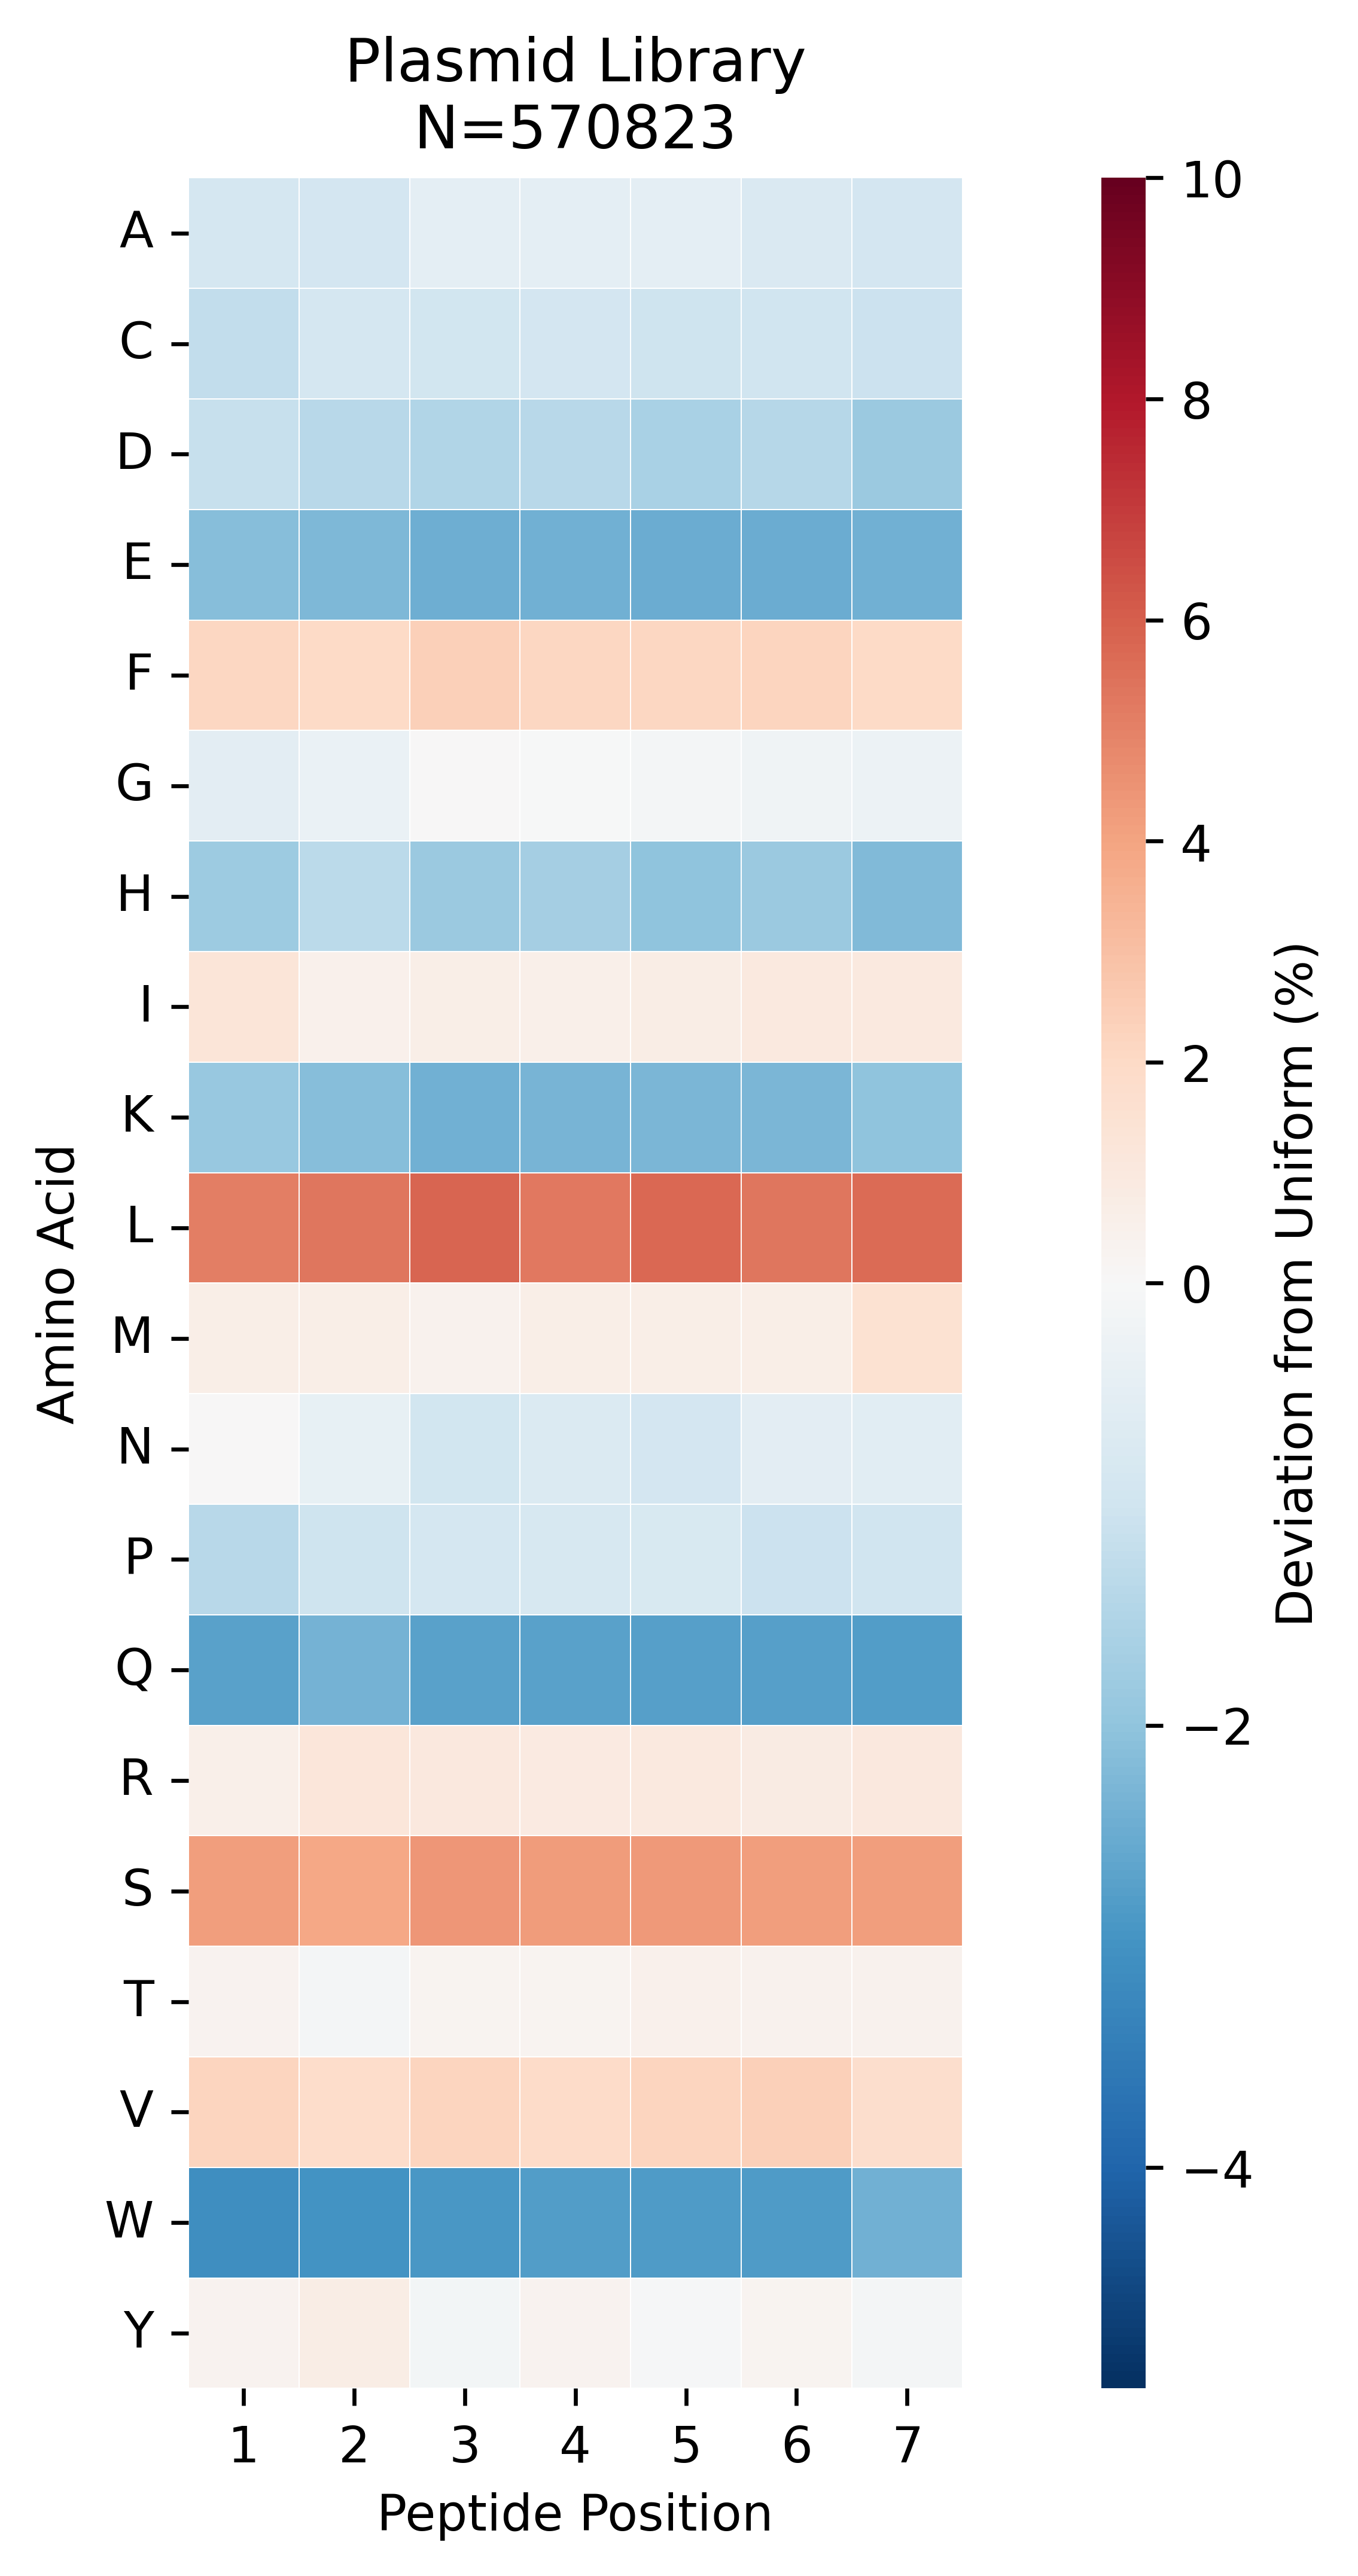 Plasmid Library
N=570823
Amino Acid
A
C
D
E
F
G
H
I
K
L
M
N
P
Q
R
S
T
V
W
Y
1 2 3 4 5 6 7
Peptide Position
10
8
6
4
2
0
−2
−4
Deviation from Uniform (%)